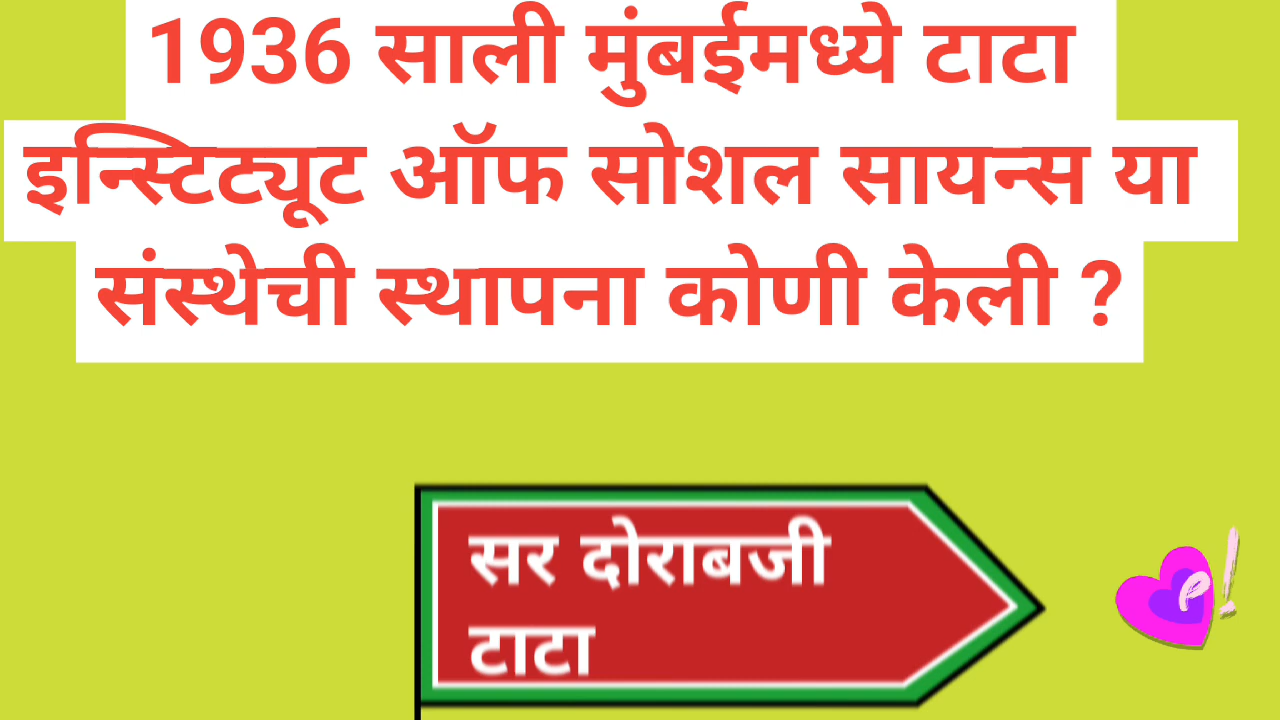 1936 साली मुंबईमध्ये टाटा
इन्स्टिट्यूट ऑफ सोशल सायन्स या
संस्थेची स्थापना कोणी केली ?
सर दोराबजी
टाटा
e!